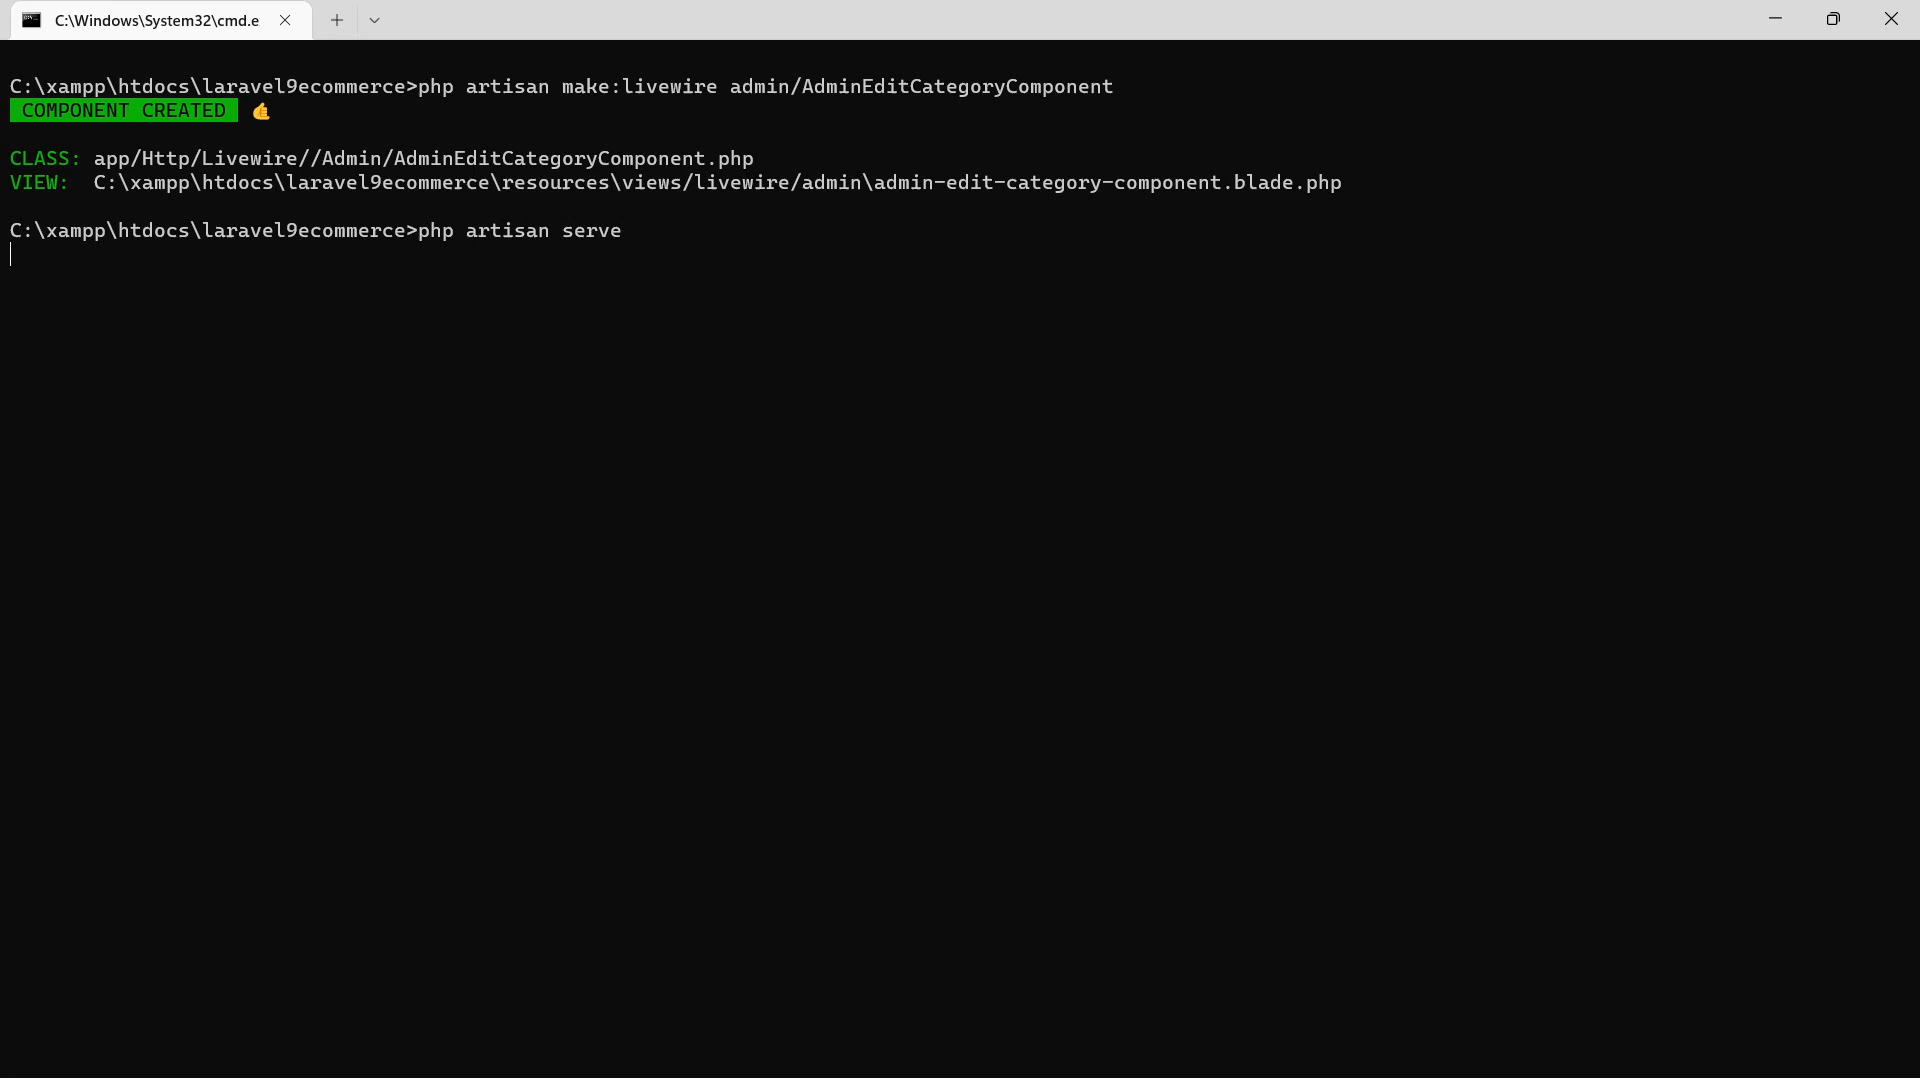 C:\Windows\System32\cmd.e
C:\xampp\htdocs\laravel9ecommerce>php artisan make:livewire admin/AdminEditCategoryComponent
COMPONENT CREATED 🤙
CLASS: app/Http/Livewire//Admin/AdminEditCategoryComponent.php
VIEW:  C:\xampp\htdocs\laravel9ecommerce\resources\views/livewire/admin\admin-edit-category-component.blade.php
C:\xampp\htdocs\laravel9ecommerce>php artisan serve